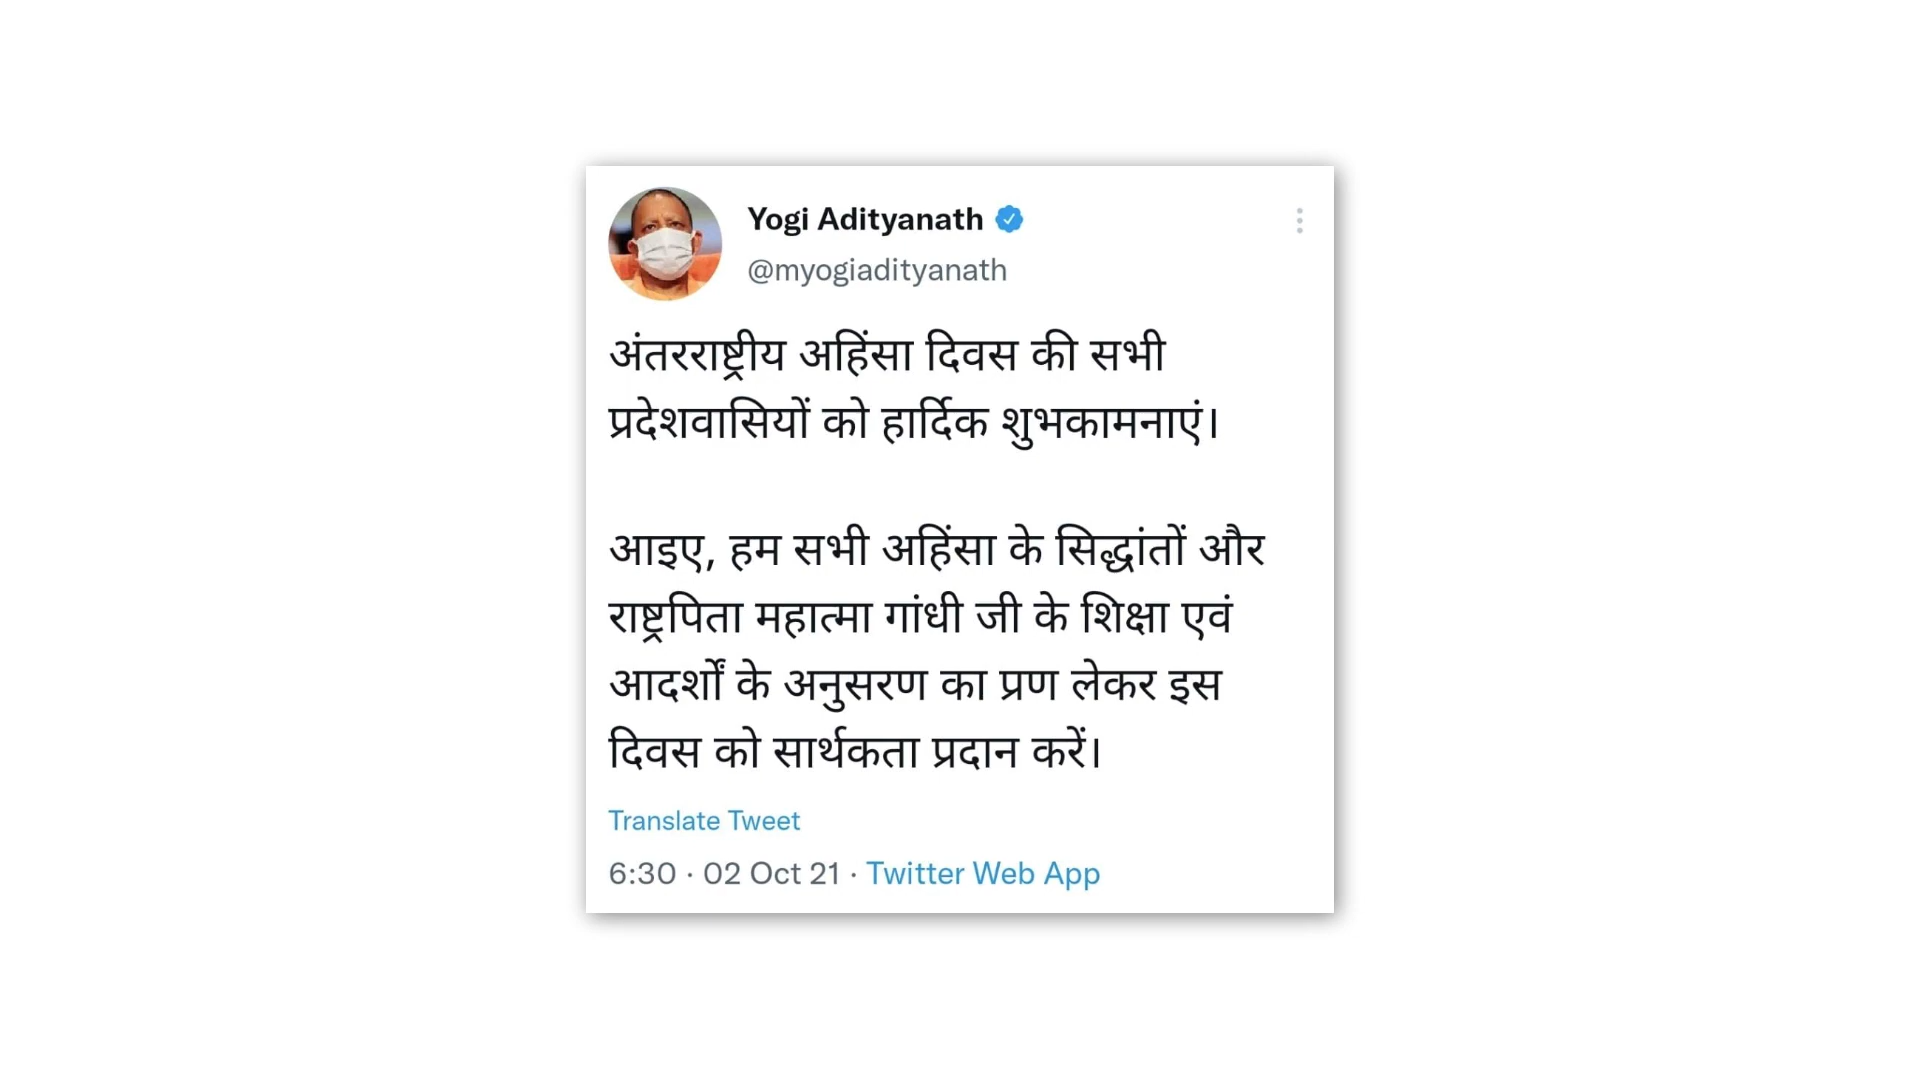 Yogi Adityanath
@myogiadityanath
अंतरराष्ट्रीय अहिंसा दिवस की सभी
प्रदेशवासियों को हार्दिक शुभकामनाएं।
आइए, हम सभी अहिंसा के सिद्धांतों और
राष्ट्रपिता महात्मा गांधी जी के शिक्षा एवं
आदर्शों के अनुसरण का प्रण लेकर इस
दिवस को सार्थकता प्रदान करें।
Translate Tweet
6:30 · 02 Oct 21 · Twitter Web App